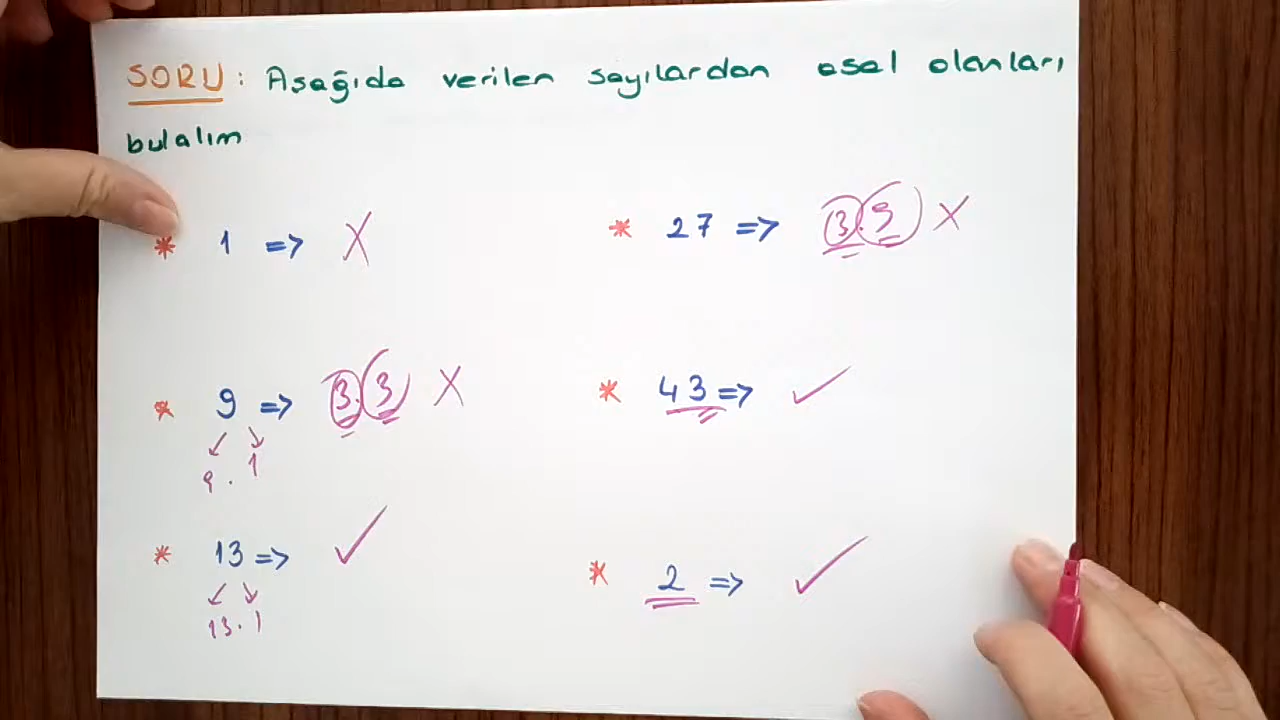 SORU : Aşağıda verilen sayılardan asal olanları
bulalım
* 1 => X
* 27 => 3.9 X
* 9 => 3.3 X
9 . 1
* 43 => ✓
* 13 => ✓
13 . 1
* 2 => ✓